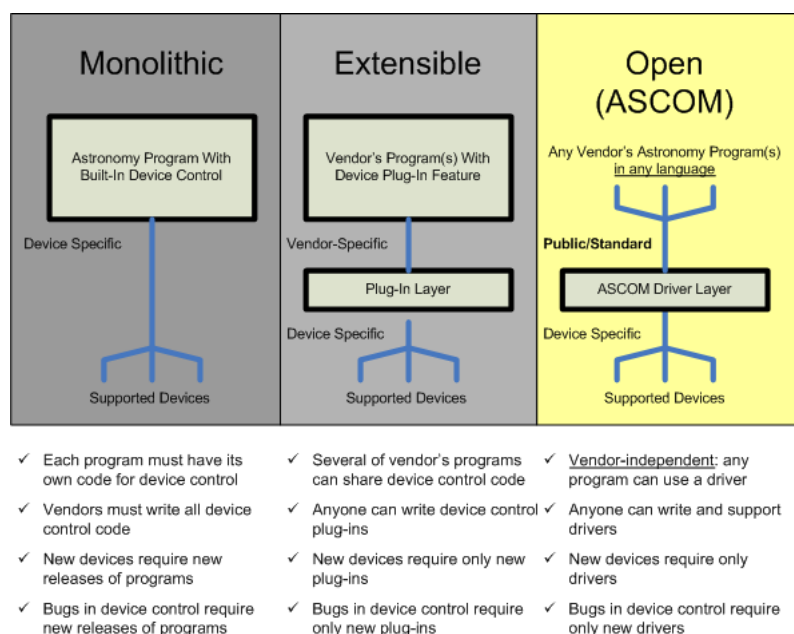 Monolithic
Astronomy Program With
Built-In Device Control
Device Specific
Supported Devices
Extensible
Vendor's Program(s) With
Device Plug-In Feature
Vendor-Specific
Plug-In Layer
Device Specific
Supported Devices
Open
(ASCOM)
Any Vendor's Astronomy Program(s)
in any language
Public/Standard
ASCOM Driver Layer
Device Specific
Supported Devices
✓ Each program must have its
own code for device control
✓ Vendors must write all device
control code
✓ New devices require new
releases of programs
✓ Bugs in device control require
new releases of programs
✓ Several of vendor's programs
can share device control code
✓ Anyone can write device control
plug-ins
✓ New devices require only new
plug-ins
✓ Bugs in device control require
only new plug-ins
✓ Vendor-independent: any
program can use a driver
✓ Anyone can write and support
drivers
✓ New devices require only
drivers
✓ Bugs in device control require
only new drivers